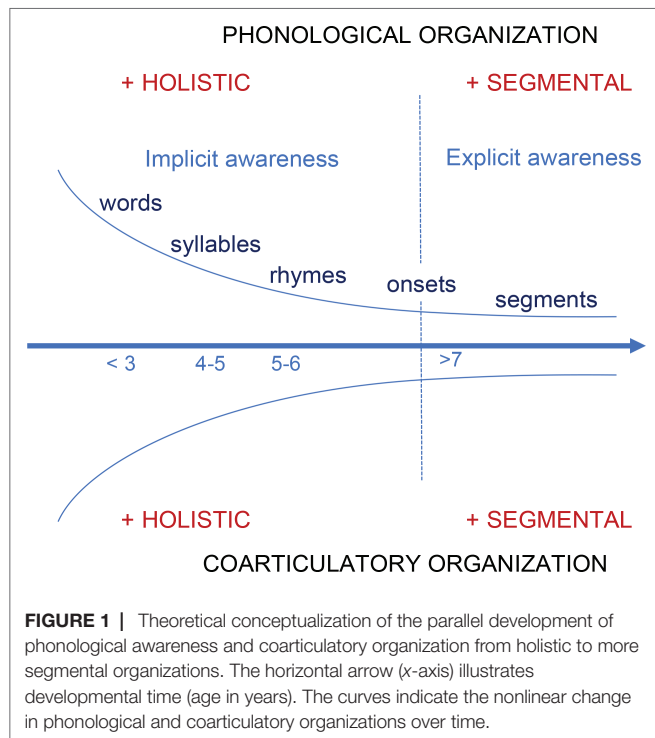 PHONOLOGICAL ORGANIZATION
+ HOLISTIC + SEGMENTAL
Implicit awareness Explicit awareness
words
syllables
rhymes
onsets
segments
< 3 4-5 5-6 >7
+ HOLISTIC + SEGMENTAL
COARTICULATORY ORGANIZATION
FIGURE 1 | Theoretical conceptualization of the parallel development of
phonological awareness and coarticulatory organization from holistic to more
segmental organizations. The horizontal arrow (x-axis) illustrates
developmental time (age in years). The curves indicate the nonlinear change
in phonological and coarticulatory organizations over time.